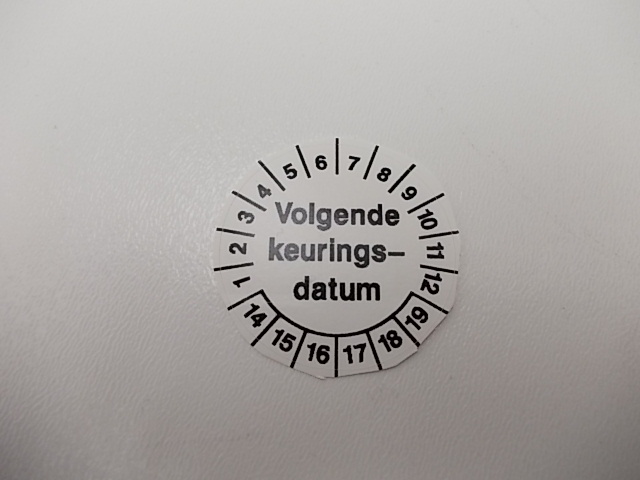 1 2 3 4 5 6 7 8 9 10 11 12
Volgende
keurings-
datum
14 15 16 17 18 19